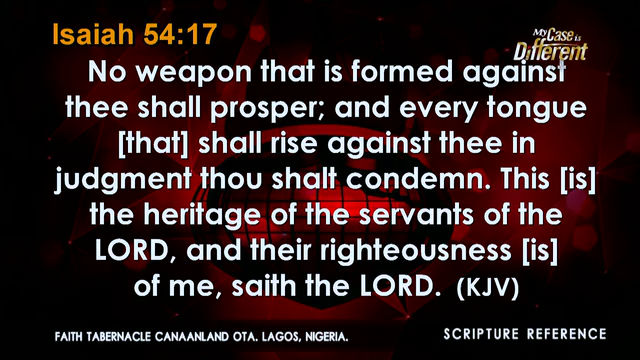 Isaiah 54:17
My Case is
Different
No weapon that is formed against
thee shall prosper; and every tongue
[that] shall rise against thee in
judgment thou shalt condemn. This [is]
the heritage of the servants of the
LORD, and their righteousness [is]
of me, saith the LORD. (KJV)
FAITH TABERNACLE CANAANLAND OTA. LAGOS, NIGERIA.
SCRIPTURE REFERENCE